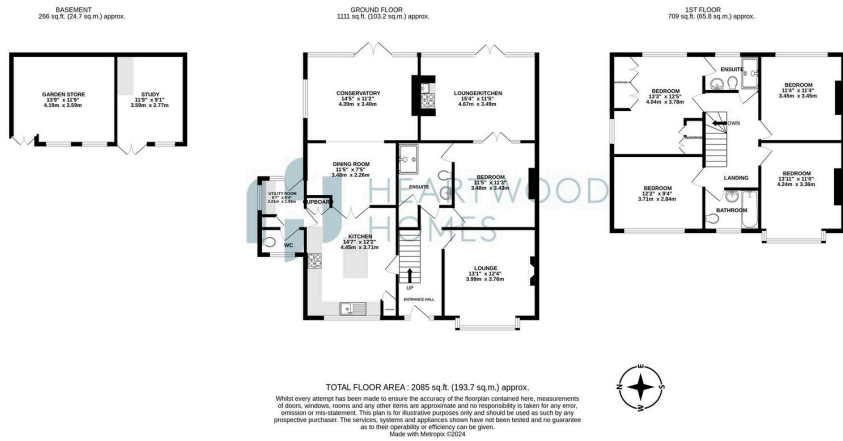 BASEMENT
266 sq.ft. (24.7 sq.m.) approx.
GARDEN STORE
13'9" x 11'9"
4.19m x 3.59m
STUDY
11'9" x 9'1"
3.59m x 2.77m
GROUND FLOOR
1111 sq.ft. (103.2 sq.m.) approx.
CONSERVATORY
14'5" x 11'2"
4.39m x 3.40m
LOUNGE/KITCHEN
15'4" x 11'5"
4.67m x 3.49m
DINING ROOM
11'5" x 7'5"
3.48m x 2.26m
ENSUITE
BEDROOM
11'5" x 11'3"
3.48m x 3.43m
UTILITY ROOM
CUPBOARD
WC
KITCHEN
14'7" x 12'2"
4.45m x 3.71m
UP
ENTRANCE HALL
LOUNGE
13'1" x 12'4"
3.99m x 3.76m
HEARTWOOD
HOMES
1ST FLOOR
709 sq.ft. (65.8 sq.m.) approx.
BEDROOM
13'3" x 12'5"
4.04m x 3.78m
ENSUITE
BEDROOM
11'4" x 11'4"
3.45m x 3.45m
DOWN
LANDING
BEDROOM
12'2" x 9'4"
3.71m x 2.84m
BATHROOM
BEDROOM
13'11" x 11'0"
4.24m x 3.36m
N
E
S
W
TOTAL FLOOR AREA : 2085 sq.ft. (193.7 sq.m.) approx.
Whilst every attempt has been made to ensure the accuracy of the floorplan contained here, measurements
of doors, windows, rooms and any other items are approximate and no responsibility is taken for any error,
omission or mis-statement. This plan is for illustrative purposes only and should be used as such by any
prospective purchaser. The services, systems and appliances shown have not been tested and no guarantee
as to their operability or efficiency can be given.
Made with Metropix ©2024